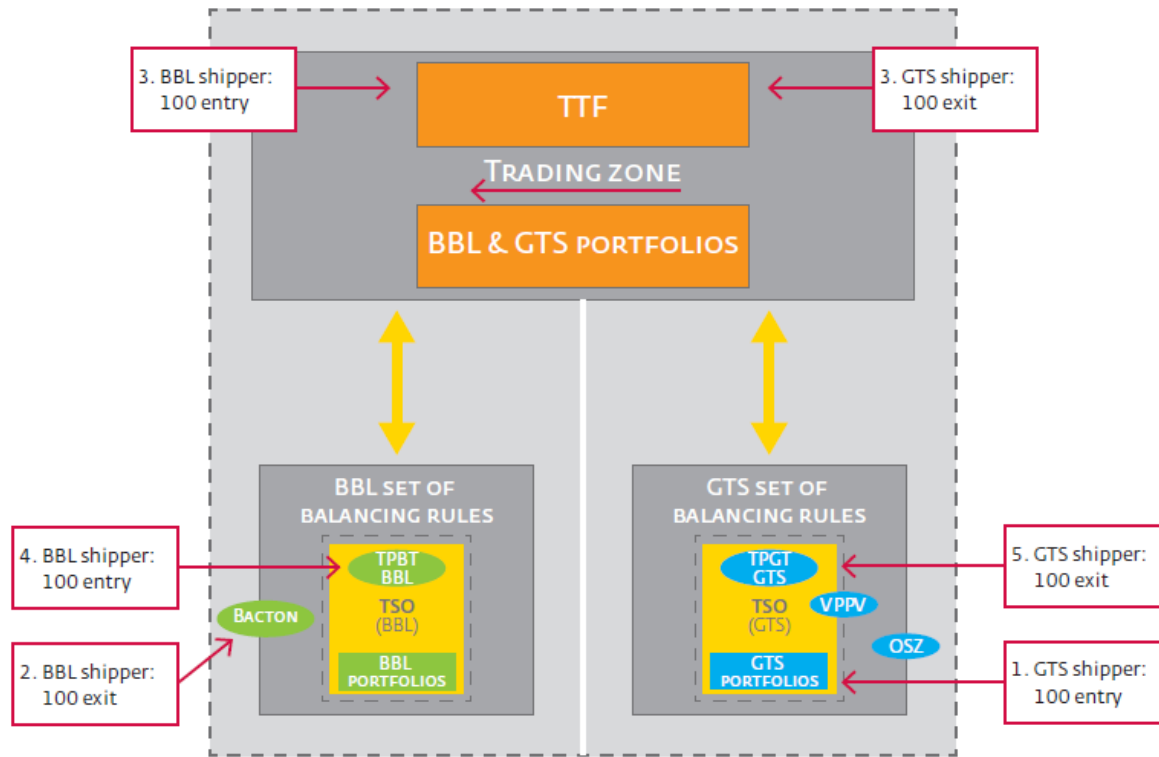 3. BBL shipper:
100 entry
TTF
3. GTS shipper:
100 exit
TRADING ZONE
BBL & GTS PORTFOLIOS
BBL SET OF
BALANCING RULES
GTS SET OF
BALANCING RULES
4. BBL shipper:
100 entry
TPBT
BBL
TSO
(BBL)
BACTON
BBL
PORTFOLIOS
2. BBL shipper:
100 exit
TPGT
GTS
TSO
(GTS)
VPPV
OSZ
GTS
PORTFOLIOS
5. GTS shipper:
100 exit
1. GTS shipper:
100 entry